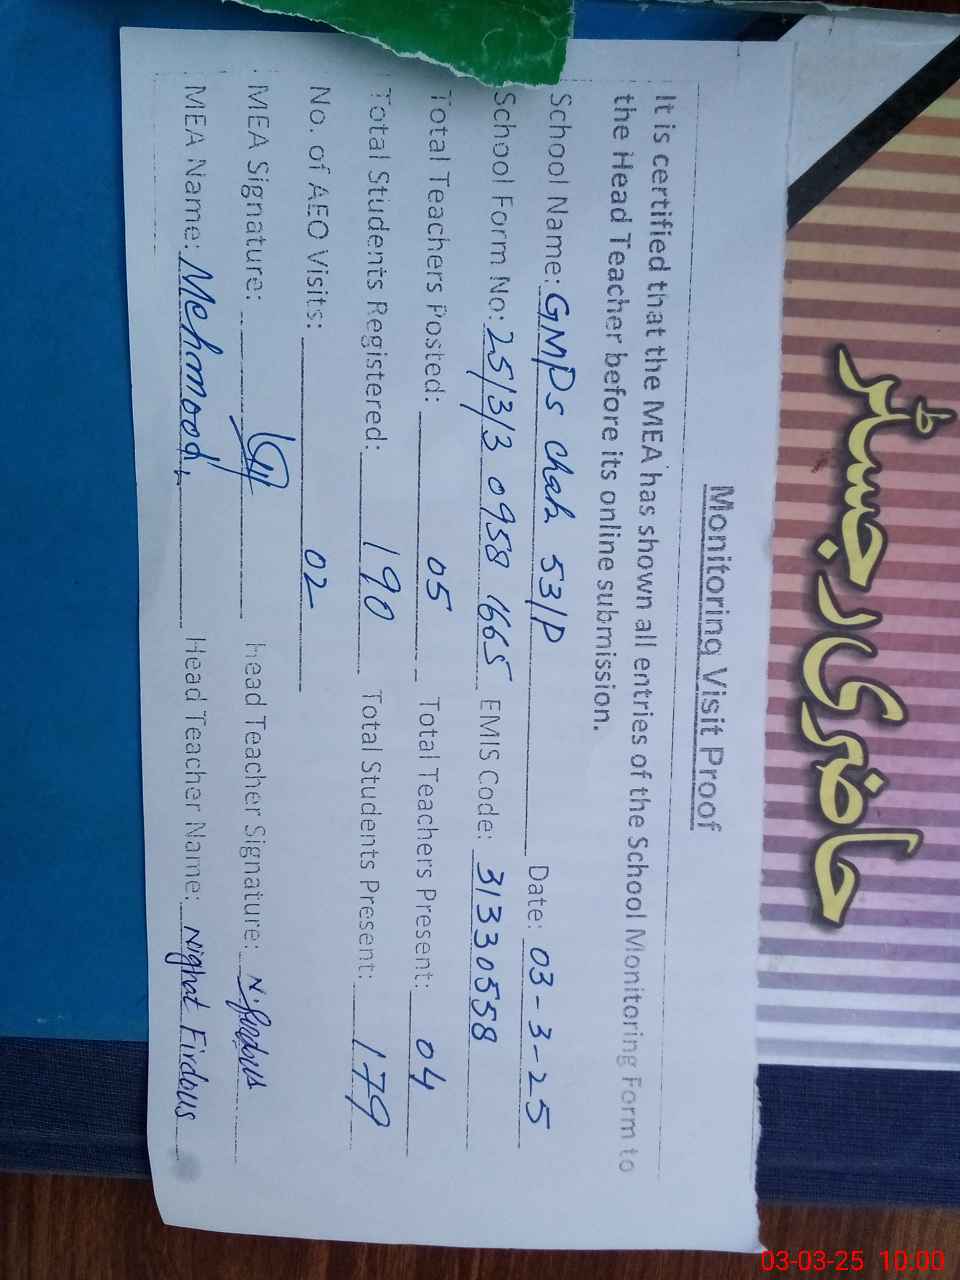 حاضری رجسٹر
Monitoring Visit Proof
It is certified that the MEA has shown all entries of the School Monitoring Form to
the Head Teacher before its online submission.
School Name: GMPS chah 53/P Date: 03-3-25
School Form No: 25/3/3 0958 1665 EMIS Code: 31330558
Total Teachers Posted: 05 Total Teachers Present: 04
Total Students Registered: 190 Total Students Present: 179
No. of AEO Visits: 02
MEA Signature: Head Teacher Signature: N.firdous
MEA Name: Mehmood Head Teacher Name: Nighat Firdous
03-03-25 10.00